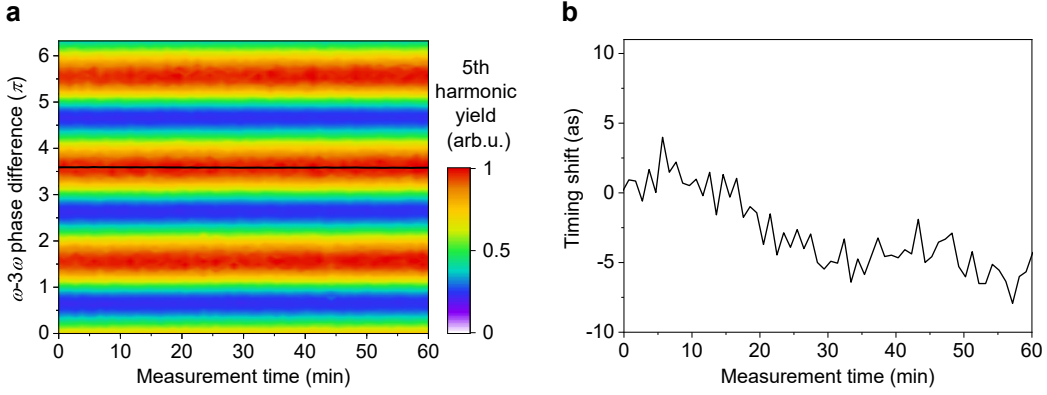 a
ω-3ω phase difference (π)
6
5
4
3
2
1
0
0 10 20 30 40 50 60
Measurement time (min)
5th
harmonic
yield
(arb.u.)
1
0.5
0
b
Timing shift (as)
10
5
0
-5
-10
0 10 20 30 40 50 60
Measurement time (min)